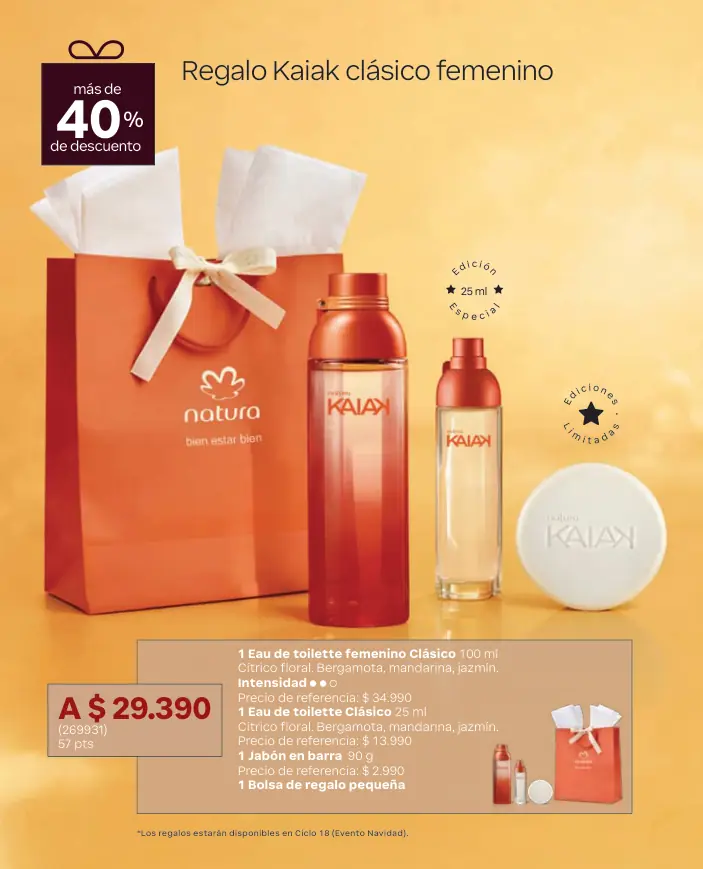 más de
40%
de descuento
Regalo Kaiak clásico femenino
Edición
25 ml
Especial
Ediciones
Limitadas
natura
bien estar bien
natura
KAIAK
natura
KAIAK
natura
KAIAK
1 Eau de toilette femenino Clásico 100 ml
Cítrico floral. Bergamota, mandarina, jazmín.
Intensidad
Precio de referencia: $ 34.990
1 Eau de toilette Clásico 25 ml
Cítrico floral. Bergamota, mandarina, jazmín.
Precio de referencia: $ 13.990
1 Jabón en barra 90 g
Precio de referencia: $ 2.990
1 Bolsa de regalo pequeña
A $ 29.390
(269931)
57 pts
natura
*Los regalos estarán disponibles en Ciclo 18 (Evento Navidad).